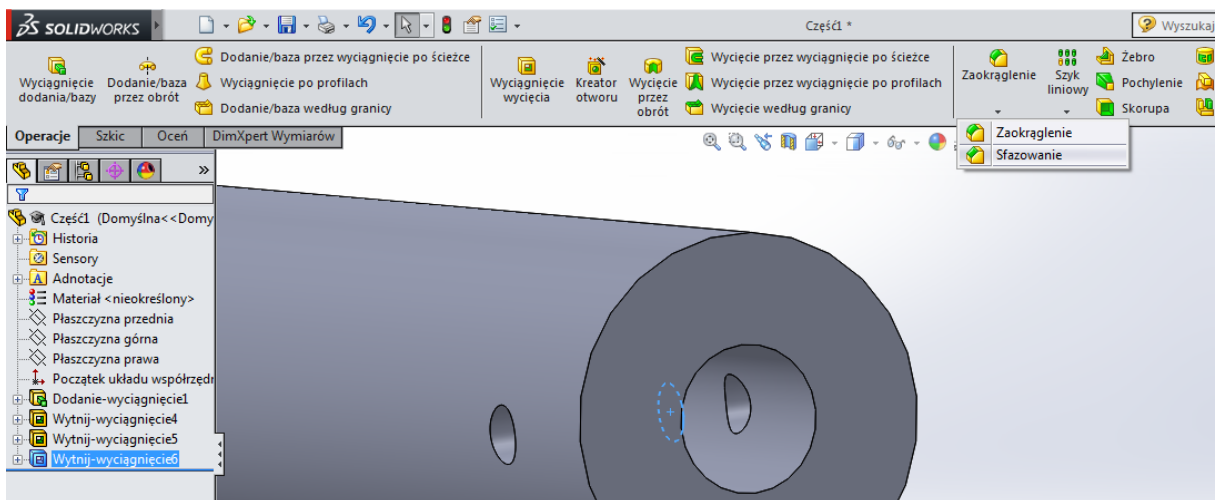 SOLIDWORKS
Część1 *
Wyszukaj
Wyciągnięcie
dodania/bazy
Dodanie/baza
przez obrót
Dodanie/baza przez wyciągnięcie po ścieżce
Wyciągnięcie po profilach
Dodanie/baza według granicy
Wyciągnięcie
wycięcia
Kreator
otworu
Wycięcie
przez
obrót
Wycięcie przez wyciągnięcie po ścieżce
Wycięcie przez wyciągnięcie po profilach
Wycięcie według granicy
Zaokrąglenie
Szyk
liniowy
Żebro
Pochylenie
Skorupa
Operacje Szkic Oceń DimXpert Wymiarów
Zaokrąglenie
Sfazowanie
»
Część1 (Domyślna<<Domy
Historia
Sensory
A Adnotacje
Materiał <nieokreślony>
Płaszczyzna przednia
Płaszczyzna górna
Płaszczyzna prawa
Początek układu współrzędr
Dodanie-wyciągnięcie1
Wytnij-wyciągnięcie4
Wytnij-wyciągnięcie5
Wytnij-wyciągnięcie6